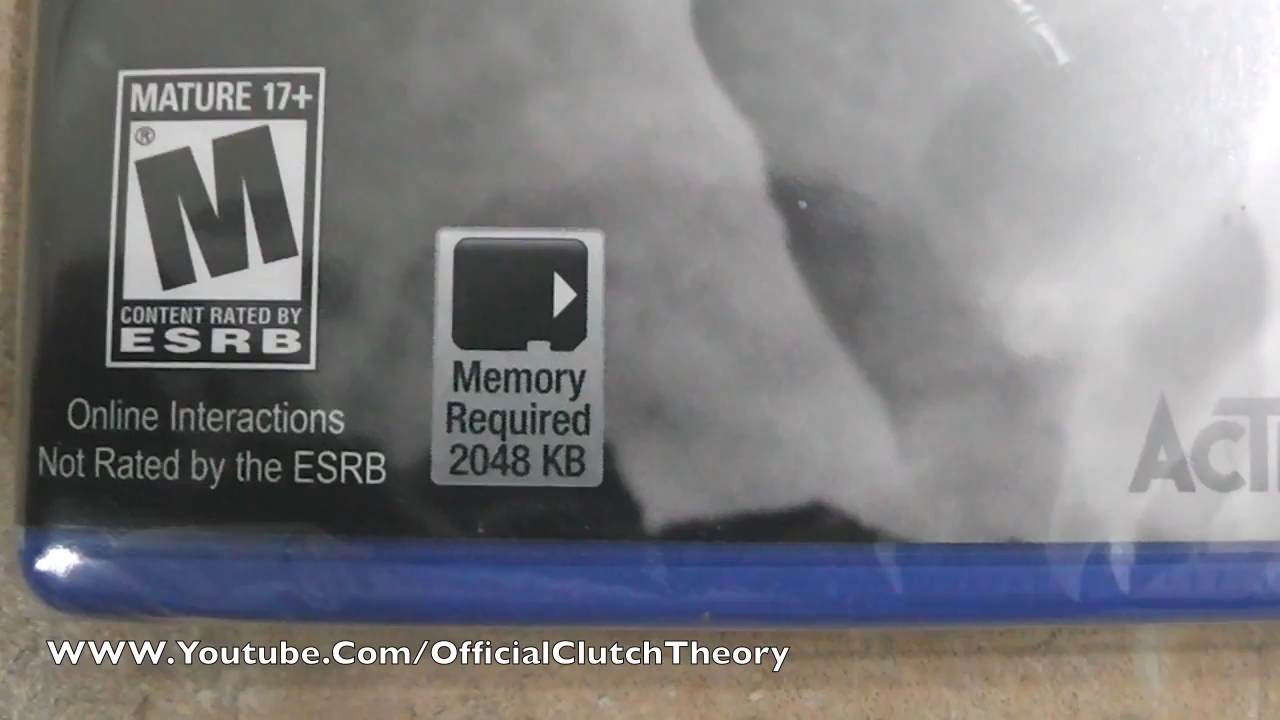 MATURE 17+
®
M
CONTENT RATED BY
ESRB
Online Interactions
Not Rated by the ESRB
Memory
Required
2048 KB
WWW.Youtube.Com/OfficialClutchTheory